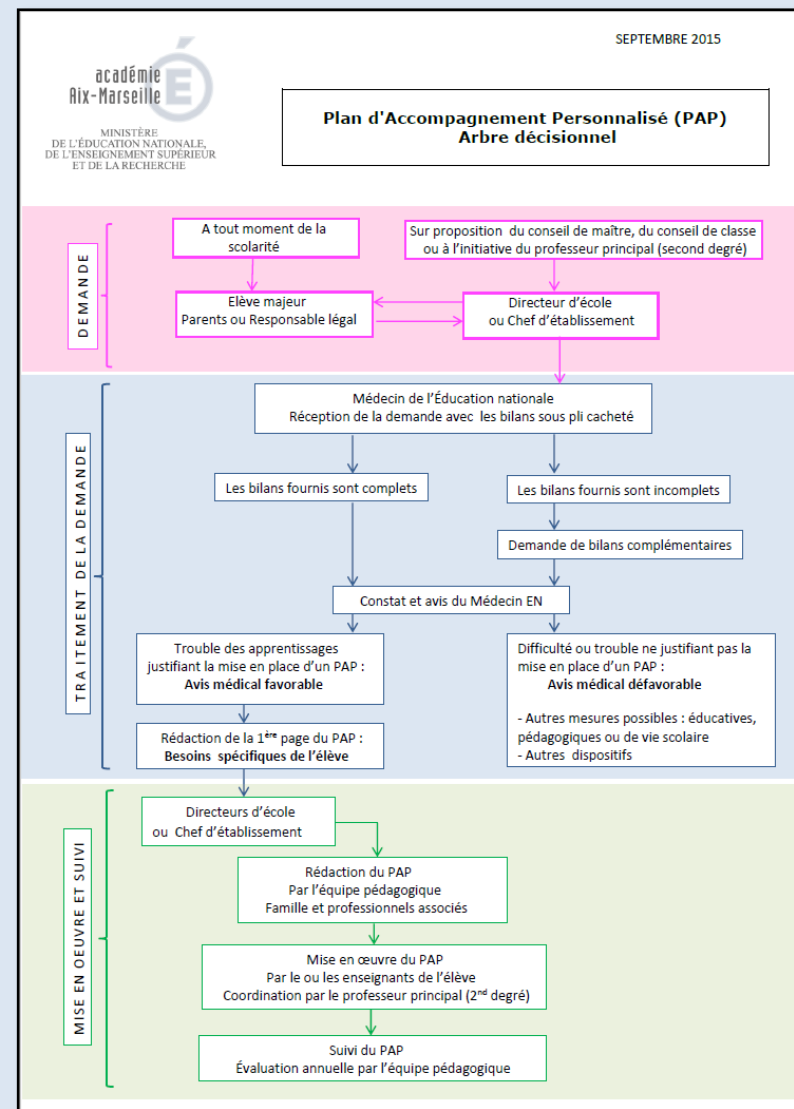 SEPTEMBRE 2015
académie
Aix-Marseille
MINISTÈRE
DE L'ÉDUCATION NATIONALE,
DE L'ENSEIGNEMENT SUPÉRIEUR
ET DE LA RECHERCHE
Plan d'Accompagnement Personnalisé (PAP)
Arbre décisionnel
DEMANDE
A tout moment de la
scolarité
Sur proposition du conseil de maître, du conseil de classe
ou à l'initiative du professeur principal (second degré)
Elève majeur
Parents ou Responsable légal
Directeur d'école
ou Chef d'établissement
TRAITEMENT DE LA DEMANDE
Médecin de l'Éducation nationale
Réception de la demande avec les bilans sous pli cacheté
Les bilans fournis sont complets
Les bilans fournis sont incomplets
Demande de bilans complémentaires
Constat et avis du Médecin EN
Trouble des apprentissages
justifiant la mise en place d'un PAP :
Avis médical favorable
Difficulté ou trouble ne justifiant pas la
mise en place d'un PAP :
Avis médical défavorable
- Autres mesures possibles : éducatives,
pédagogiques ou de vie scolaire
- Autres dispositifs
Rédaction de la 1ère page du PAP :
Besoins spécifiques de l'élève
MISE EN OEUVRE ET SUIVI
Directeurs d'école
ou Chef d'établissement
Rédaction du PAP
Par l'équipe pédagogique
Famille et professionnels associés
Mise en œuvre du PAP
Par le ou les enseignants de l'élève
Coordination par le professeur principal (2nd degré)
Suivi du PAP
Évaluation annuelle par l'équipe pédagogique